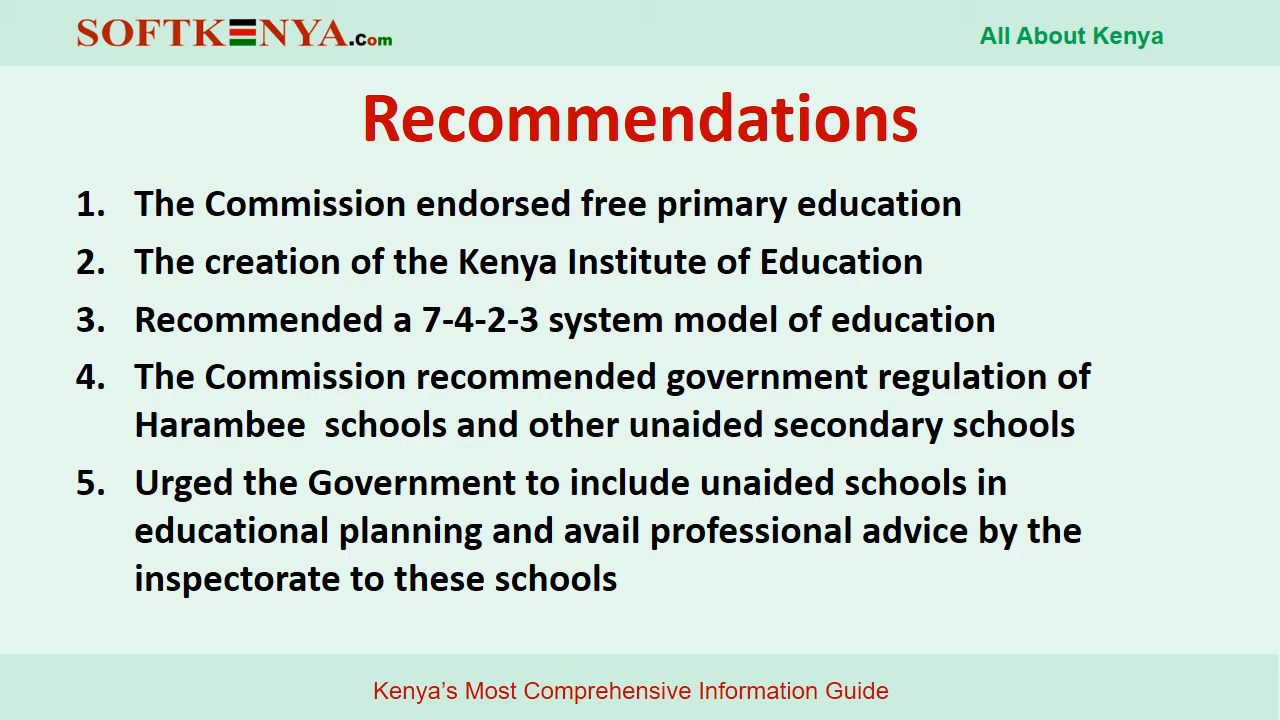 SOFTKENYA.Com
All About Kenya
Recommendations
1. The Commission endorsed free primary education
2. The creation of the Kenya Institute of Education
3. Recommended a 7-4-2-3 system model of education
4. The Commission recommended government regulation of
Harambee  schools and other unaided secondary schools
5. Urged the Government to include unaided schools in
educational planning and avail professional advice by the
inspectorate to these schools
Kenya’s Most Comprehensive Information Guide